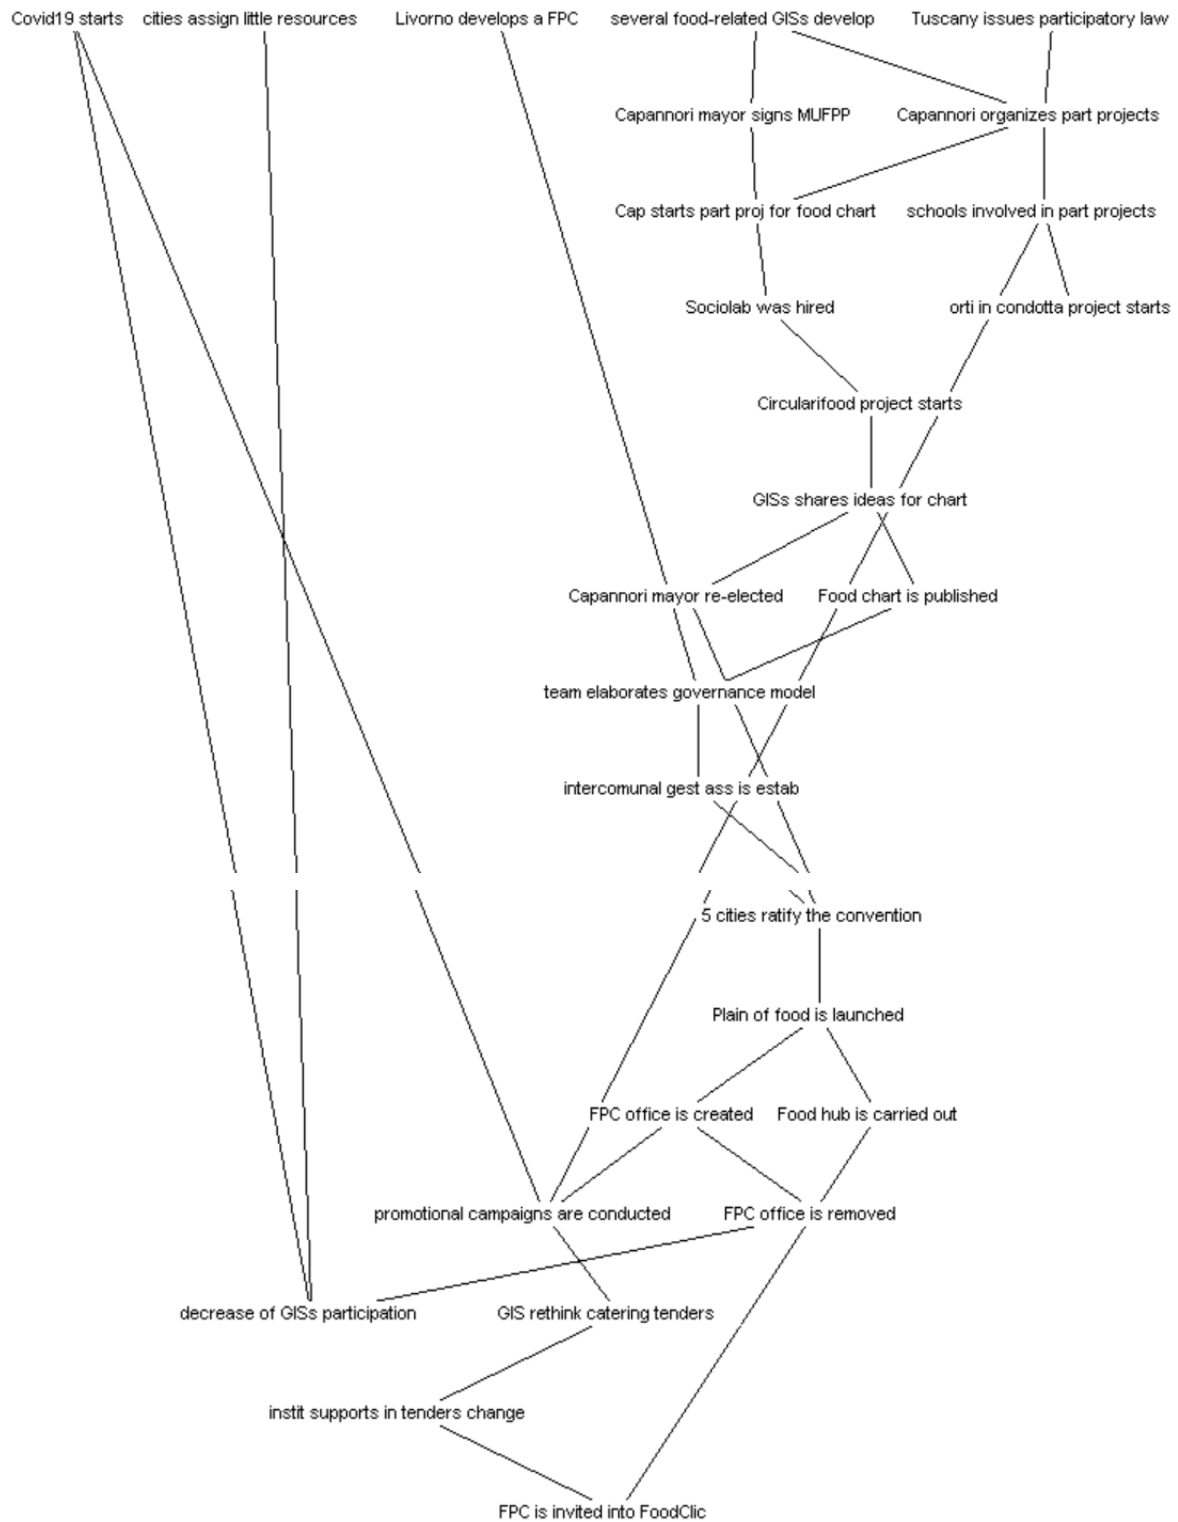 Covid19 starts
cities assign little resources
Livorno develops a FPC
several food-related GISs develop
Tuscany issues participatory law
Capannori mayor signs MUFPP
Capannori organizes part projects
Cap starts part proj for food chart
schools involved in part projects
Sociolab was hired
orti in condotta project starts
Circularifood project starts
GISs shares ideas for chart
Capannori mayor re-elected
Food chart is published
team elaborates governance model
intercomunal gest ass is estab
5 cities ratify the convention
Plain of food is launched
FPC office is created
Food hub is carried out
promotional campaigns are conducted
FPC office is removed
decrease of GISs participation
GIS rethink catering tenders
instit supports in tenders change
FPC is invited into FoodClic